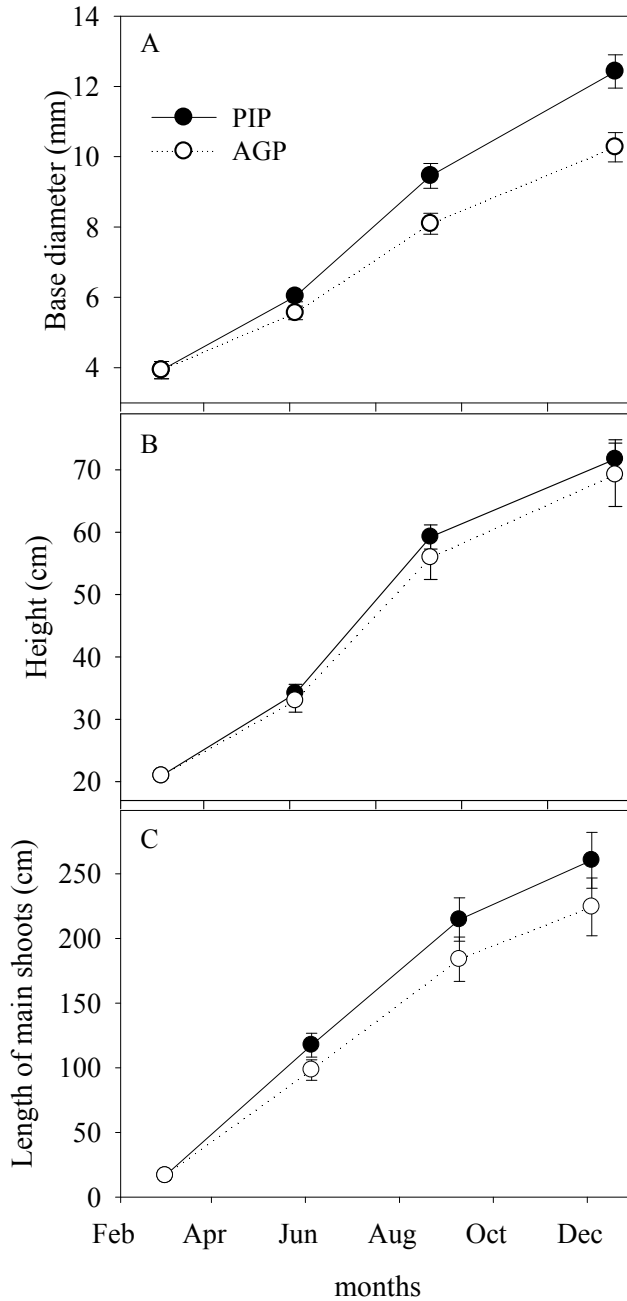 14
A
12
PIP
AGP
10
8
6
4
Base diameter (mm)
B
70
60
50
40
30
20
Height (cm)
C
250
200
150
100
50
0
Length of main shoots (cm)
Feb Apr Jun Aug Oct Dec
months